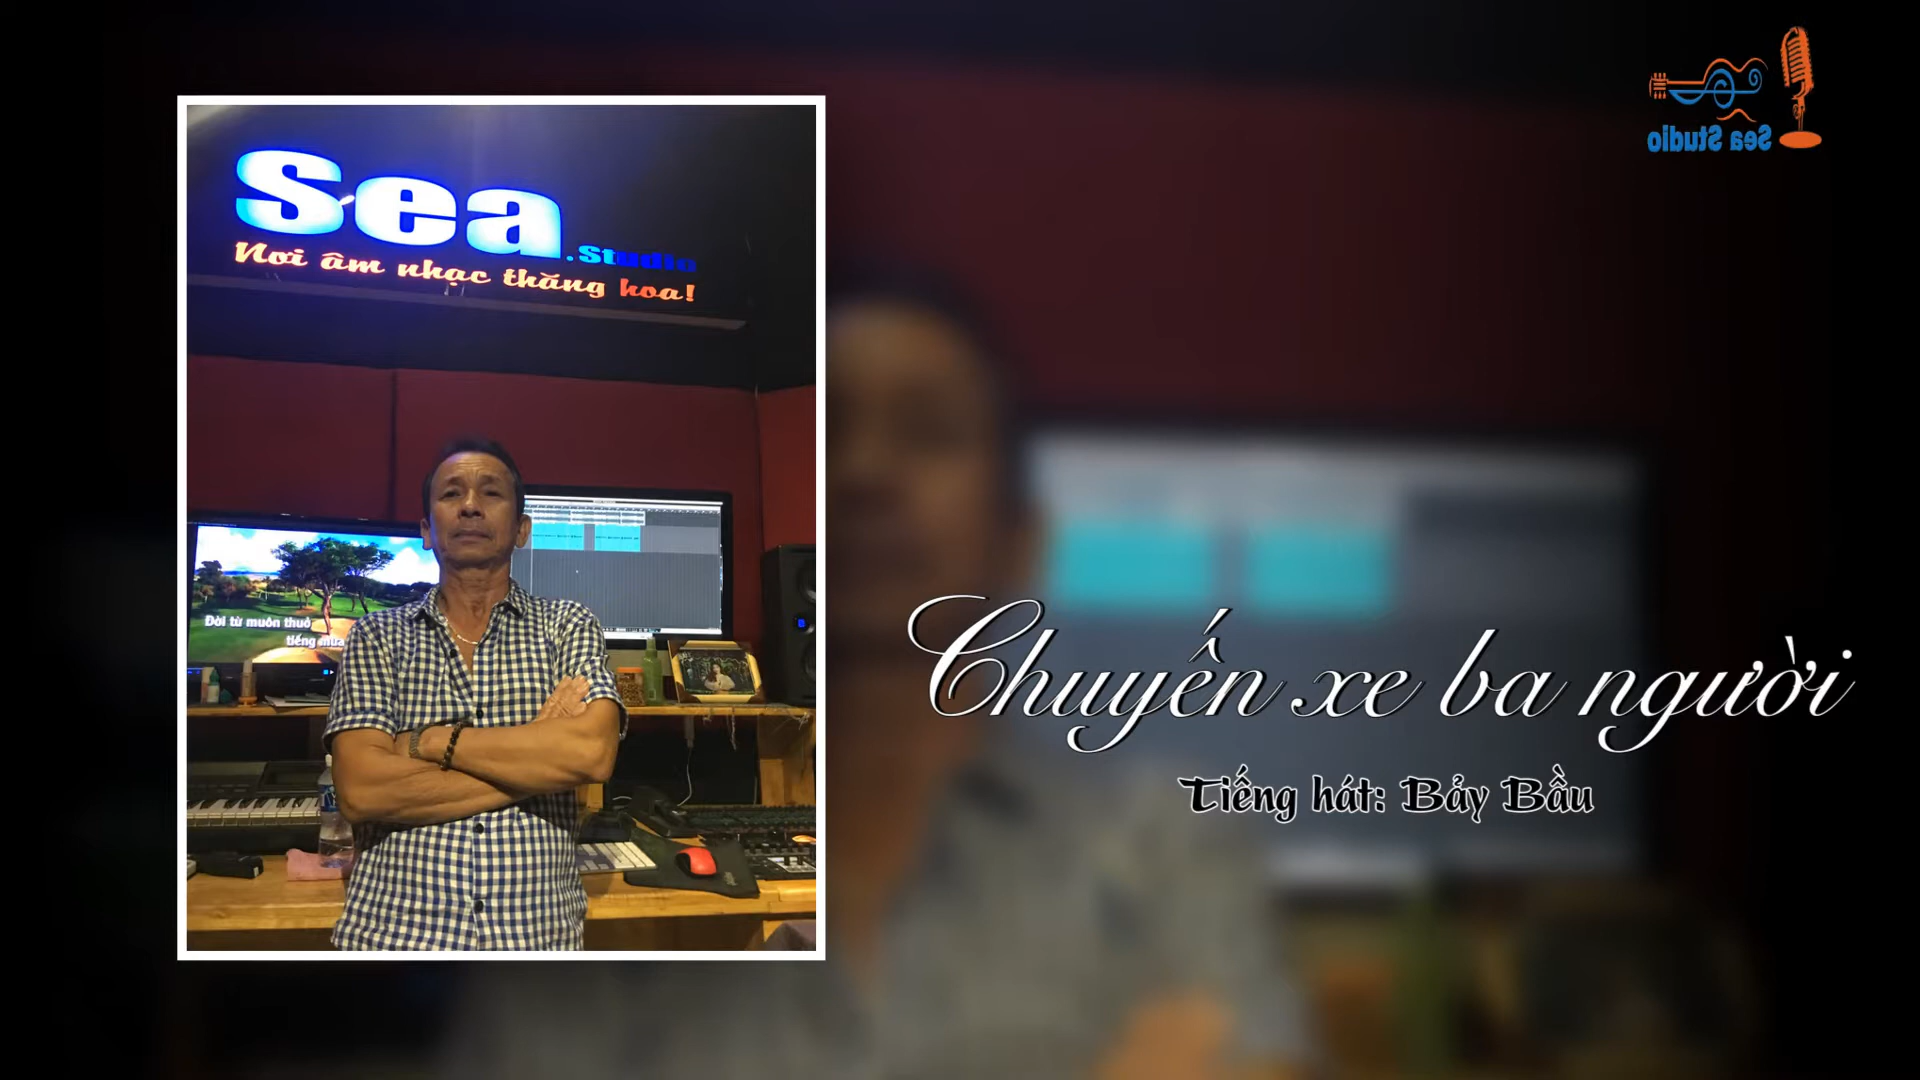 Sea
.Studio
Nơi âm nhạc thăng hoa!
Đời từ muôn thuở
tiếng mưa
Sea Studio
Chuyến xe ba người
Tiếng hát: Bảy Bầu